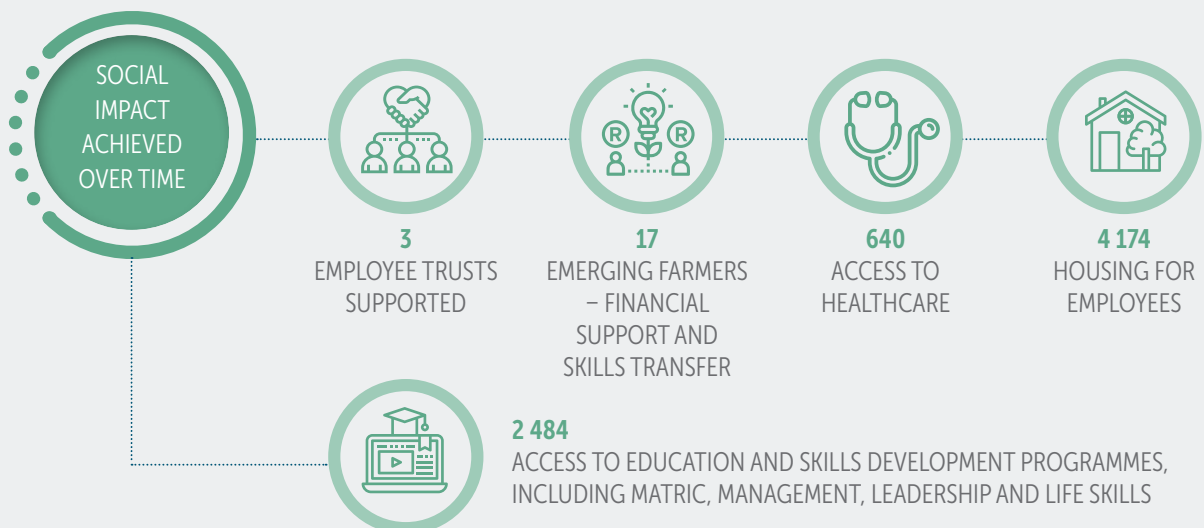 SOCIAL
IMPACT
ACHIEVED
OVER TIME
R R
3
EMPLOYEE TRUSTS
SUPPORTED
17
EMERGING FARMERS
– FINANCIAL
SUPPORT AND
SKILLS TRANSFER
640
ACCESS TO
HEALTHCARE
4 174
HOUSING FOR
EMPLOYEES
2 484
ACCESS TO EDUCATION AND SKILLS DEVELOPMENT PROGRAMMES,
INCLUDING MATRIC, MANAGEMENT, LEADERSHIP AND LIFE SKILLS